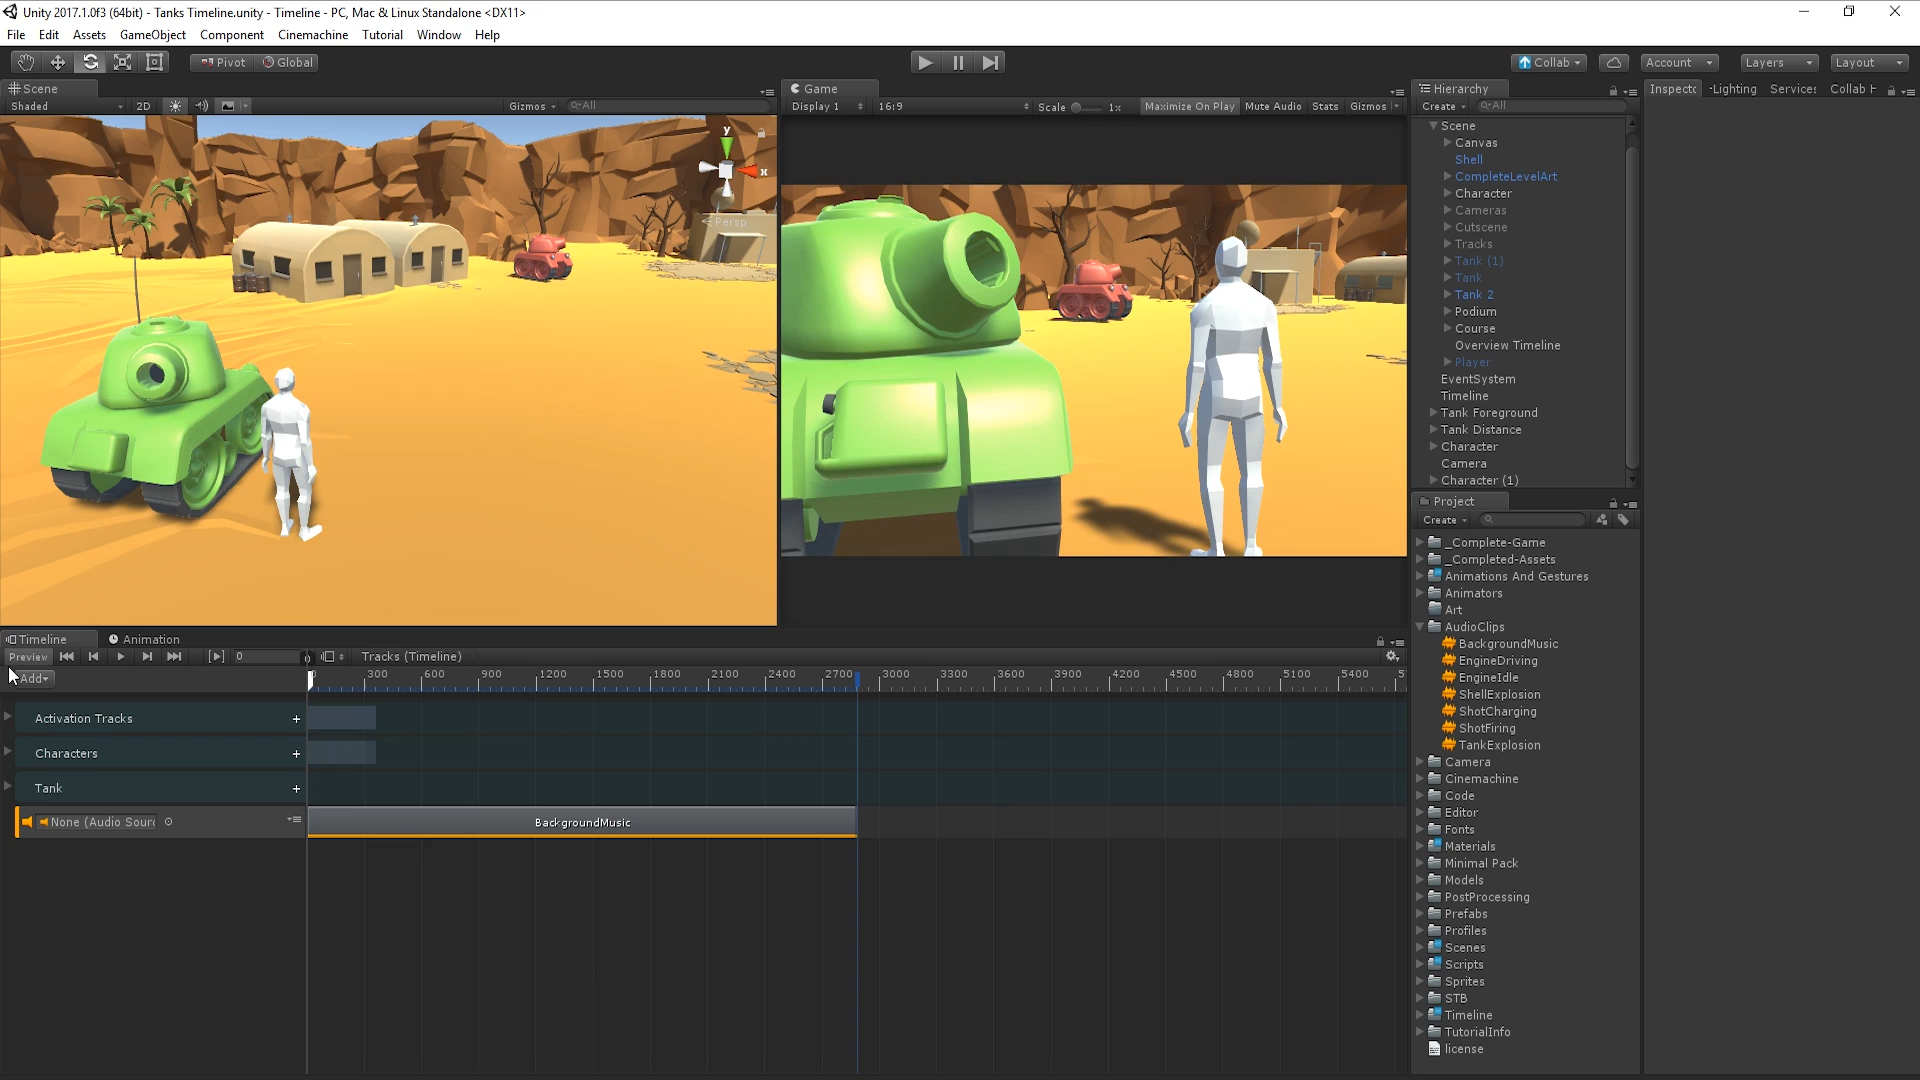 Unity 2017.1.0f3 (64bit) - Tanks Timeline.unity - Timeline - PC, Mac & Linux Standalone <DX11>
File Edit Assets GameObject Component Cinemachine Tutorial Window Help
Pivot Global Collab Account Layers Layout
Scene
Shaded 2D Gizmos All
y
x
Persp
Game
Display 1 16:9 Scale 1x Maximize On Play Mute Audio Stats Gizmos
Hierarchy
Create All
Scene
Canvas
Shell
CompleteLevelArt
Character
Cameras
Cutscene
Tracks
Tank (1)
Tank
Tank 2
Podium
Course
Overview Timeline
Player
EventSystem
Timeline
Tank Foreground
Tank Distance
Character
Camera
Character (1)
Inspecto Lighting Services Collab H
Project
Create
_Complete-Game
_Completed-Assets
Animations And Gestures
Animators
Art
AudioClips
BackgroundMusic
EngineDriving
EngineIdle
ShellExplosion
ShotCharging
ShotFiring
TankExplosion
Camera
Cinemachine
Code
Editor
Fonts
Materials
Minimal Pack
Models
PostProcessing
Prefabs
Profiles
Scenes
Scripts
Sprites
STB
Timeline
TutorialInfo
license
Timeline Animation
Preview 0 Tracks (Timeline)
Add
0 300 600 900 1200 1500 1800 2100 2400 2700 3000 3300 3600 3900 4200 4500 4800 5100 5400
Activation Tracks +
Characters +
Tank +
None (Audio Sourc BackgroundMusic